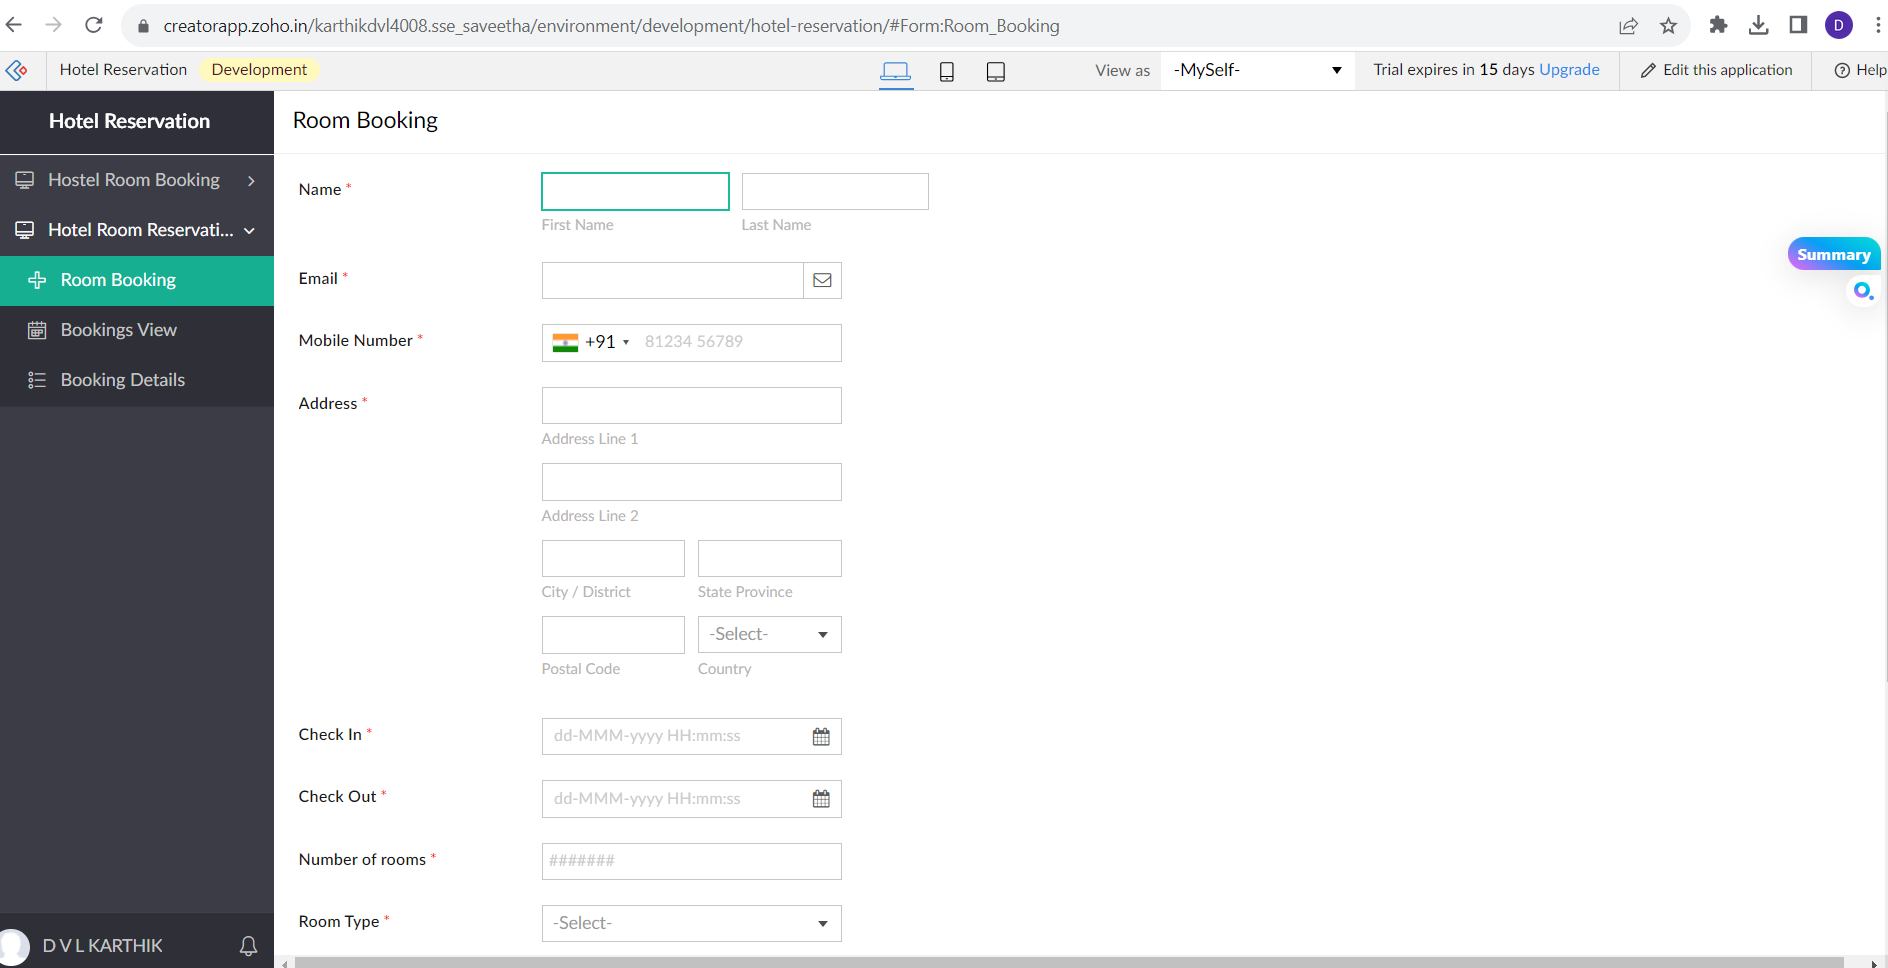 creatorapp.zoho.in/karthikdvl4008.sse_saveetha/environment/development/hotel-reservation/#Form:Room_Booking
D
Hotel Reservation Development View as -MySelf- Trial expires in 15 days Upgrade Edit this application Help
Hotel Reservation
Hostel Room Booking
Hotel Room Reservati...
Room Booking
Bookings View
Booking Details
D V L KARTHIK
Room Booking
Name *
First Name Last Name
Email *
Mobile Number * +91 81234 56789
Address *
Address Line 1
Address Line 2
City / District State Province
-Select-
Postal Code Country
Check In * dd-MMM-yyyy HH:mm:ss
Check Out * dd-MMM-yyyy HH:mm:ss
Number of rooms * #######
Room Type * -Select-
Summary